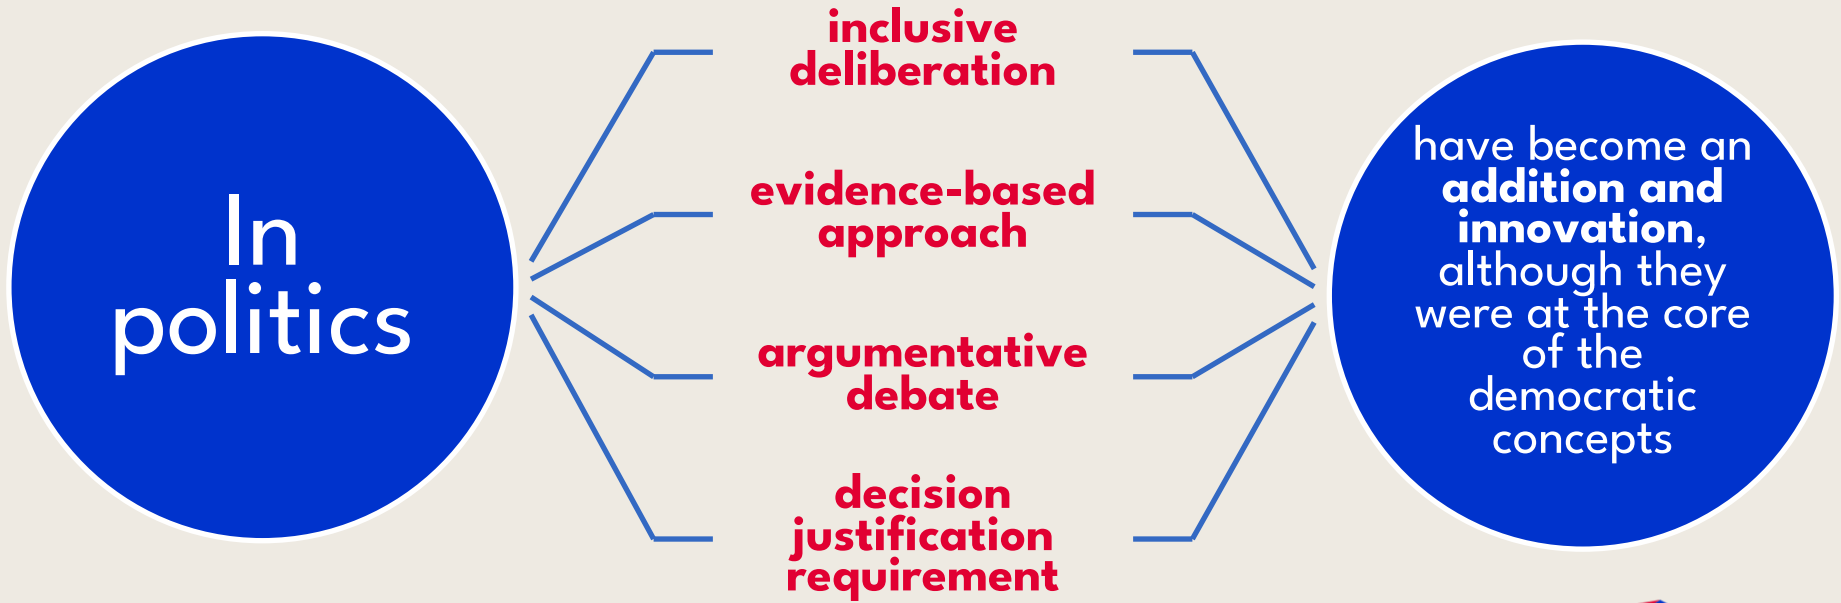 In
politics
inclusive
deliberation
evidence-based
approach
argumentative
debate
decision
justification
requirement
have become an
addition and
innovation,
although they
were at the core
of the
democratic
concepts